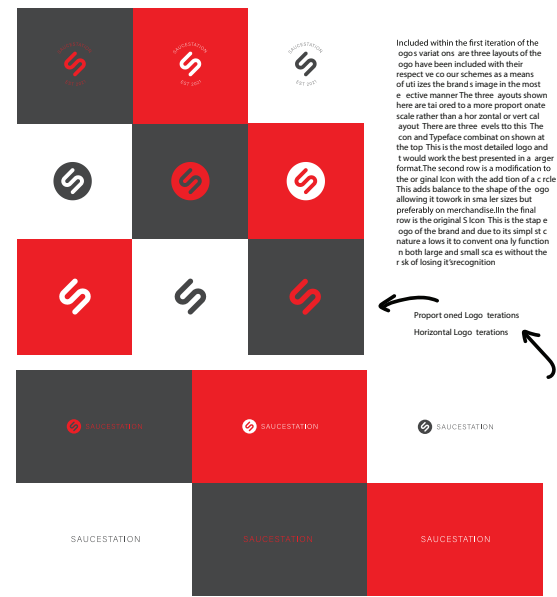 SAUCESTATION
SAUCESTATION
EST 2021
SAUCESTATION
EST 2021
Included within the first iteration of the
ogos variat ons are three layouts of the
ogo have been included with their
respect ve co our schemes as a means
of uti izes the brand s image in the most
e ective manner The three ayouts shown
here are tai ored to a more proport onate
scale rather than a hor zontal or vert cal
ayout There are three evels tto this The
con and Typeface combinat on shown at
the top This is the most detailed logo and
t would work the best presented in a arger
format.The second row is a modification to
the or ginal Icon with the add tion of a c rcle
This adds balance to the shape of the ogo
allowing it towork in sma ler sizes but
preferably on merchandise.IIn the final
row is the original S Icon This is the stap e
ogo of the brand and due to its simpl st c
nature a lows it to convent ona ly function
n both large and small sca es without the
r sk of losing it'srecognition
Proport oned Logo terations
Horizontal Logo terations
SAUCESTATION
SAUCESTATION
SAUCESTATION
SAUCESTATION
SAUCESTATION
SAUCESTATION